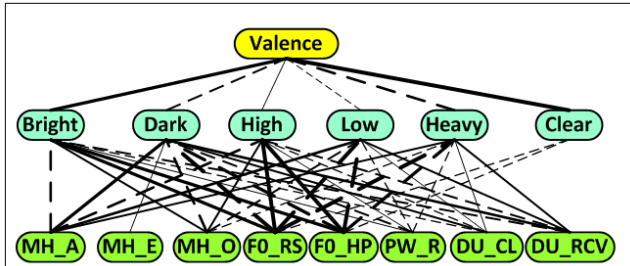 Valence
Bright Dark High Low Heavy Clear
MH_A MH_E MH_O F0_RS F0_HP PW_R DU_CL DU_RCV